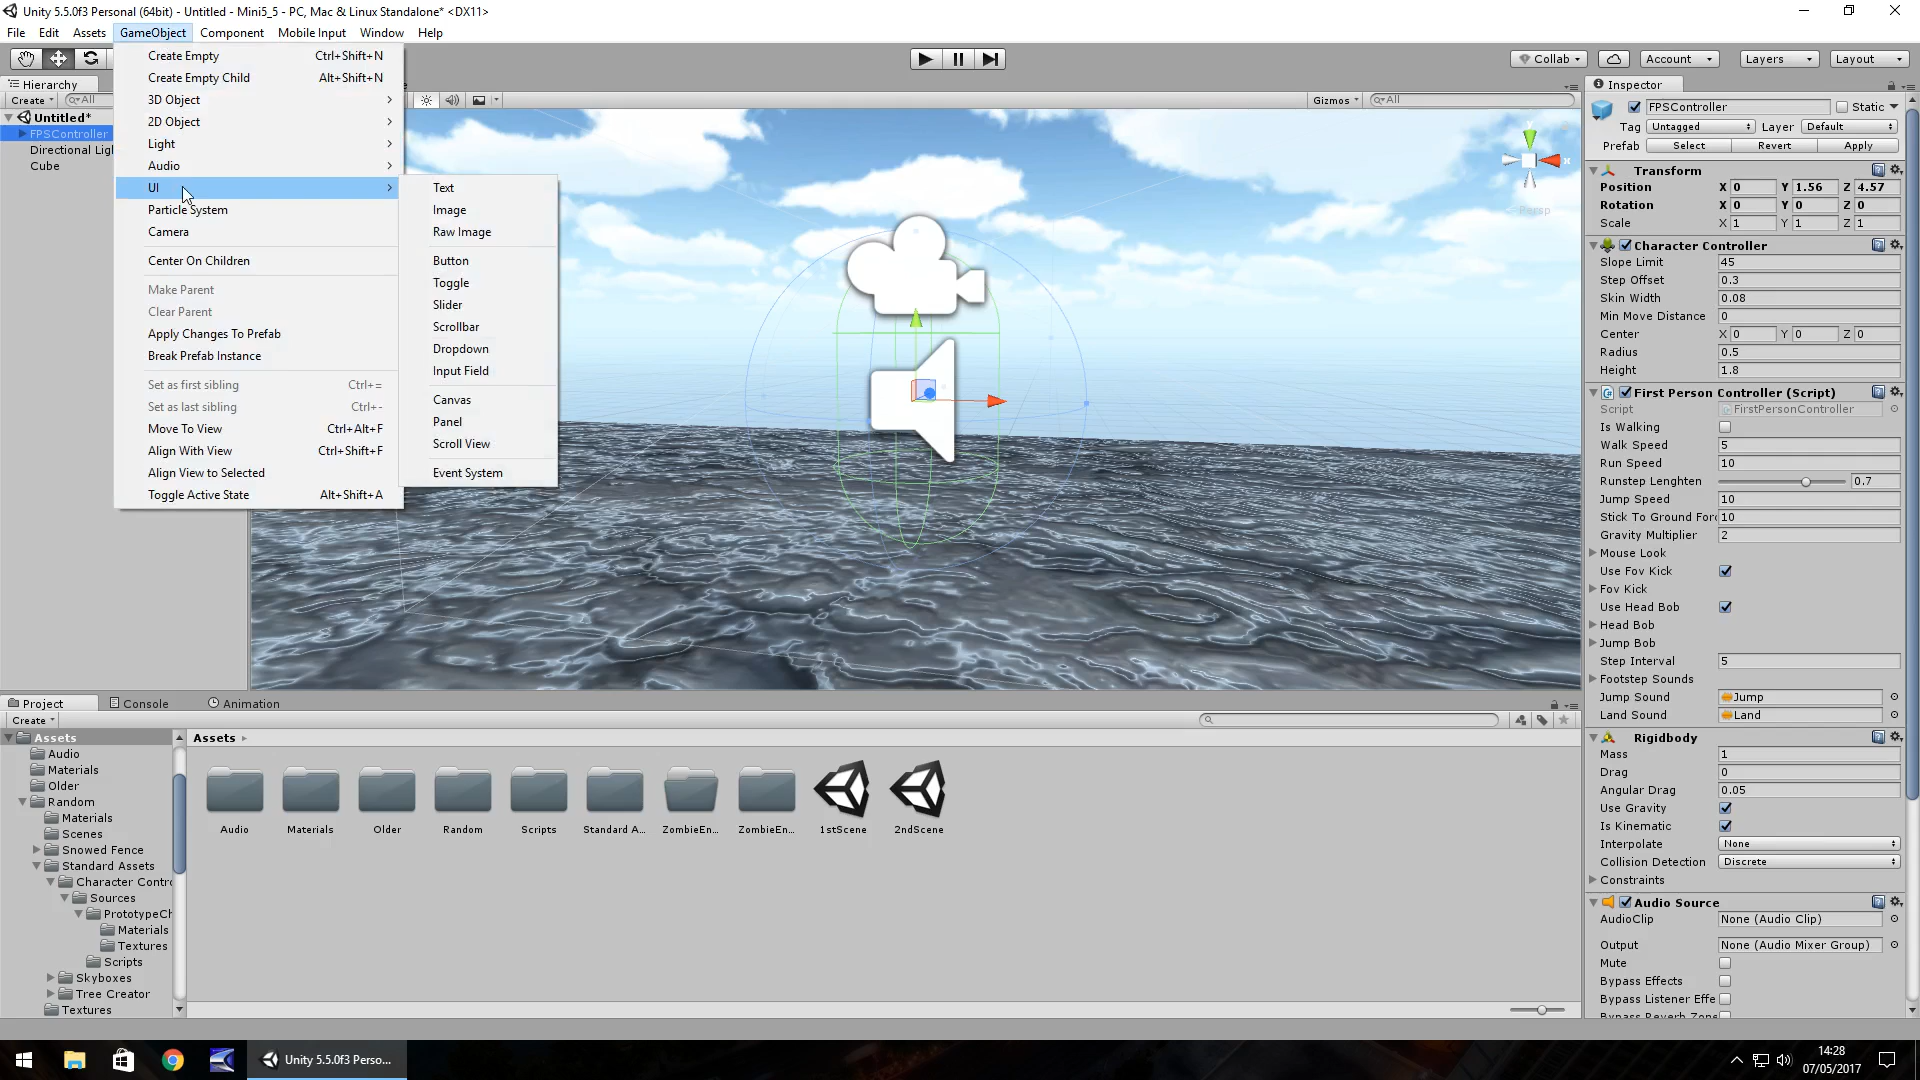 Unity 5.5.0f3 Personal (64bit) - Untitled - Mini5_5 - PC, Mac & Linux Standalone* <DX11>
File Edit Assets GameObject Component Mobile Input Window Help
Collab Account Layers Layout
Hierarchy
Create All
Untitled*
FPSController
Directional Ligh
Cube
Create Empty Ctrl+Shift+N
Create Empty Child Alt+Shift+N
3D Object
2D Object
Light
Audio
UI
Particle System
Camera
Center On Children
Make Parent
Clear Parent
Apply Changes To Prefab
Break Prefab Instance
Set as first sibling Ctrl+=
Set as last sibling Ctrl+-
Move To View Ctrl+Alt+F
Align With View Ctrl+Shift+F
Align View to Selected
Toggle Active State Alt+Shift+A
Text
Image
Raw Image
Button
Toggle
Slider
Scrollbar
Dropdown
Input Field
Canvas
Panel
Scroll View
Event System
Gizmos All
y
x
Persp
Inspector
FPSController Static
Tag Untagged Layer Default
Prefab Select Revert Apply
Transform
Position X 0 Y 1.56 Z 4.57
Rotation X 0 Y 0 Z 0
Scale X 1 Y 1 Z 1
Character Controller
Slope Limit 45
Step Offset 0.3
Skin Width 0.08
Min Move Distance 0
Center X 0 Y 0 Z 0
Radius 0.5
Height 1.8
First Person Controller (Script)
Script FirstPersonController
Is Walking
Walk Speed 5
Run Speed 10
Runstep Lenghten 0.7
Jump Speed 10
Stick To Ground Forc 10
Gravity Multiplier 2
Mouse Look
Use Fov Kick
Fov Kick
Use Head Bob
Head Bob
Jump Bob
Step Interval 5
Footstep Sounds
Jump Sound Jump
Land Sound Land
Rigidbody
Mass 1
Drag 0
Angular Drag 0.05
Use Gravity
Is Kinematic
Interpolate None
Collision Detection Discrete
Constraints
Audio Source
AudioClip None (Audio Clip)
Output None (Audio Mixer Group)
Mute
Bypass Effects
Bypass Listener Effe
Bypass Reverb Zone
Project Console Animation
Create
Assets
Audio
Materials
Older
Random
Materials
Scenes
Snowed Fence
Standard Assets
Character Contro
Sources
PrototypeCh
Materials
Textures
Scripts
Skyboxes
Tree Creator
Textures
Assets
Audio Materials Older Random Scripts Standard A... ZombieEn... ZombieEn... 1stScene 2ndScene
Unity 5.5.0f3 Perso...
14:28
07/05/2017